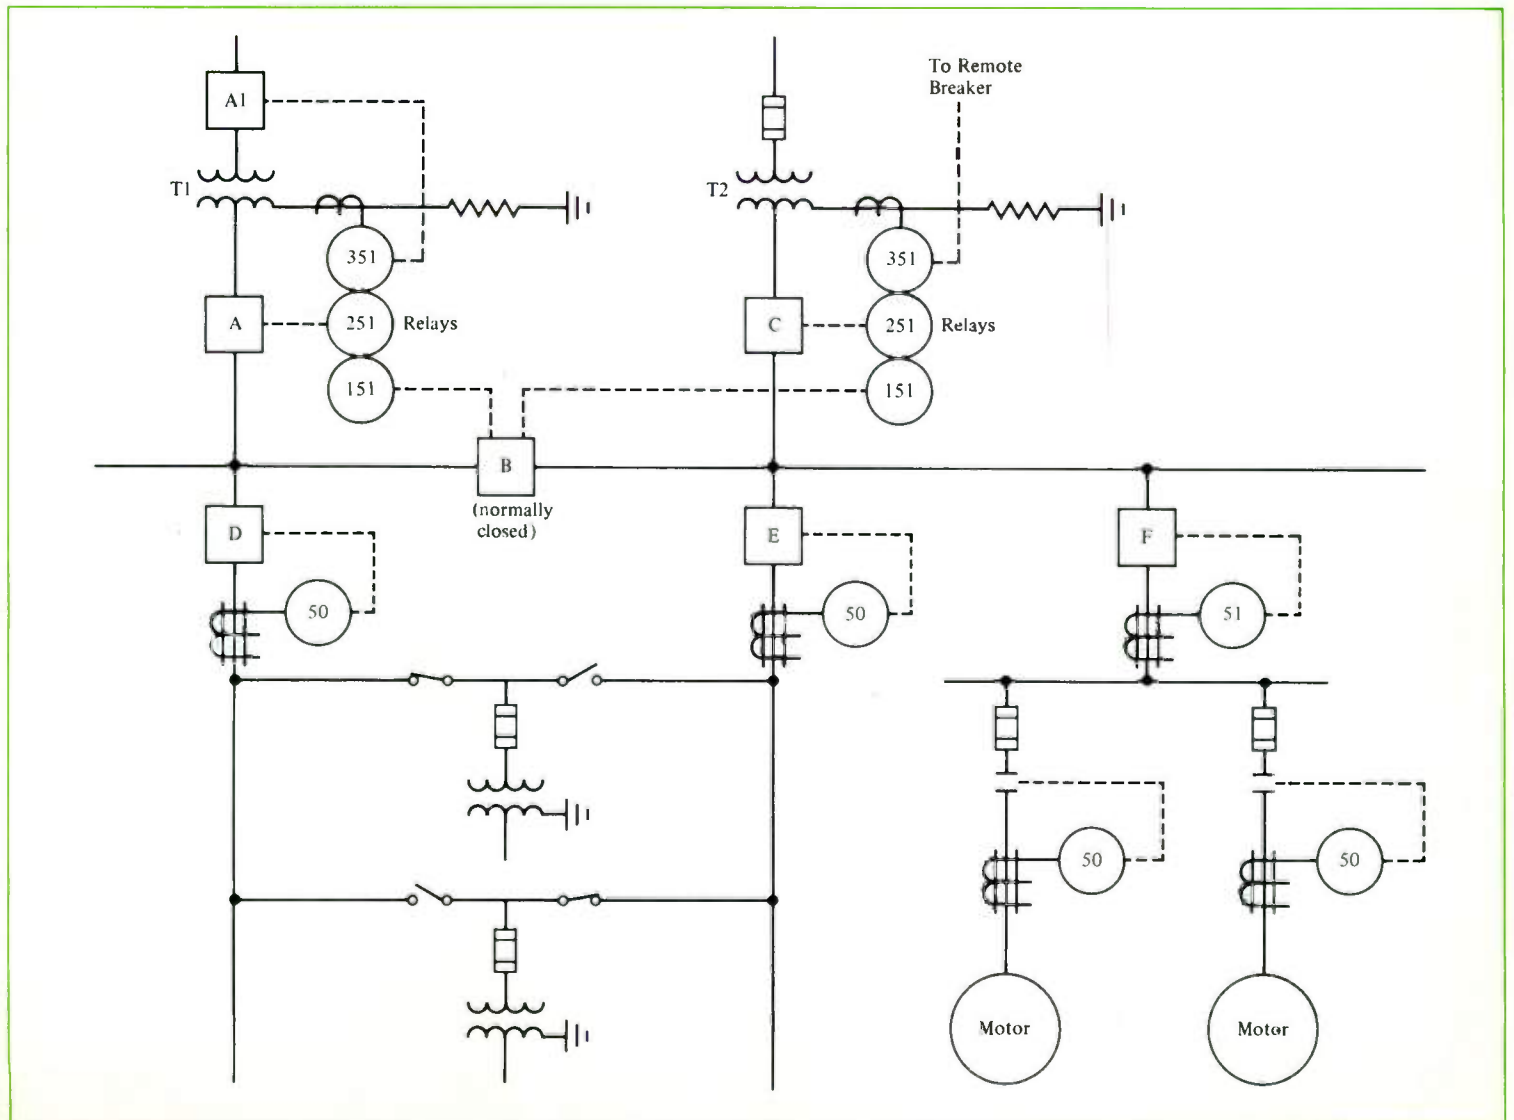 To Remote
Breaker
A1
T1
T2
351
351
A
251
Relays
C
251
Relays
151
151
B
(normally
closed)
D
E
F
50
50
51
50
50
Motor
Motor